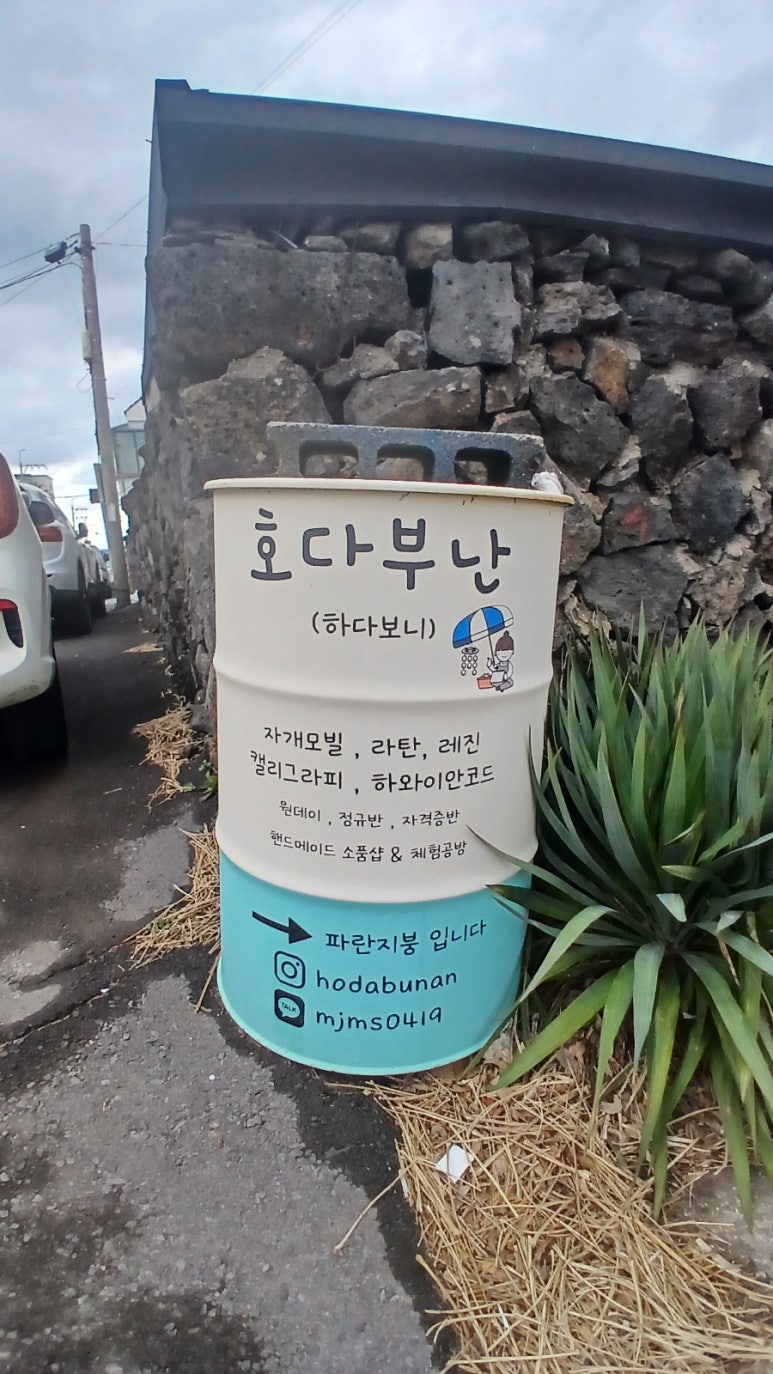 호다부난
(하다보니)
자개모빌 , 라탄, 레진
캘리그라피 , 하와이안코드
원데이 , 정규반 , 자격증반
핸드메이드 소품샵 & 체험공방
→ 파란지붕 입니다
hodabunan
TALK mjms0419